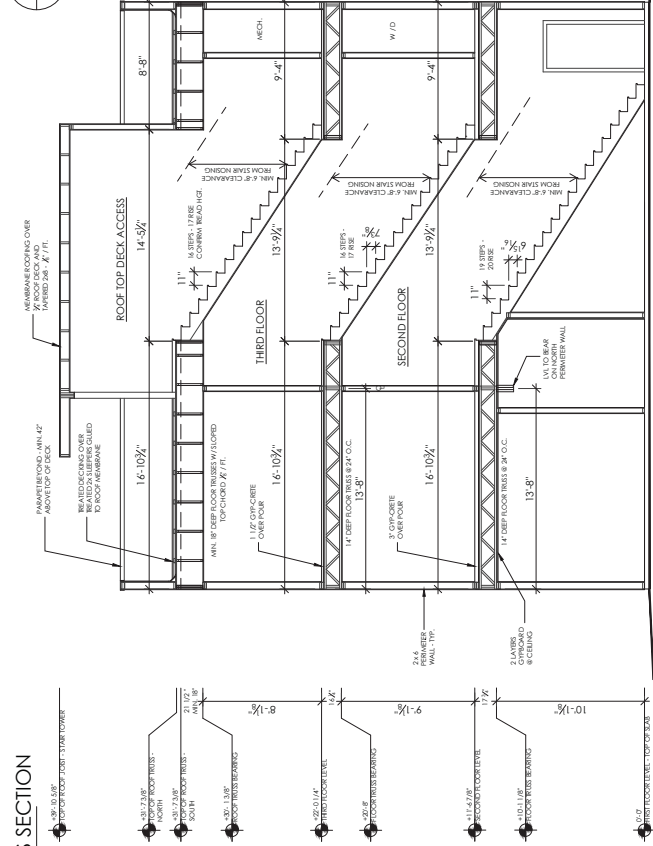 S SECTION
+39'-10 5/8"
TOP OF ROOF JOIST - STAIR TOWER
+31'-7 3/8"
TOP OF ROOF TRUSS -
NORTH
+31'-7 3/8"
TOP OF ROOF TRUSS -
SOUTH
+30'- 1 3/8"
ROOF TRUSS BEARING
+22'-0 1/4"
THIRD FLOOR LEVEL
+20'-8"
FLOOR TRUSS BEARING
+11'-6 7/8"
SECOND FLOOR LEVEL
+10'-1 1/8"
FLOOR TRUSS BEARING
0'-0"
FIRST FLOOR LEVEL - TOP OF SLAB
21 1/2"
MIN. 18"
8'-1 1/8"
16 1/4"
9'-1 1/8"
17 3/4"
10'-1 1/8"
PARAPET BEYOND - MIN. 42"
ABOVE TOP OF DECK
TREATED DECKING OVER
TREATED 2x SLEEPERS GLUED
TO ROOF MEMBRANE
MEMBRANE ROOFING OVER
ROOF DECK AND
TAPERED 2x8 - / FT.
ROOF TOP DECK ACCESS
16'-10 3/4"
14'-5 1/4"
8'-8"
MIN. 18" DEEP FLOOR TRUSSES W/ SLOPED
TOP CHORD / FT.
11"
16 STEPS - 17 RISE
CONFIRM TREAD HGT.
MIN. 6'-8" CLEARANCE
FROM STAIR NOSING
MECH.
THIRD FLOOR
1 1/2" GYP-CRETE
OVER POUR
16'-10 3/4"
13'-9 1/4"
9'-4"
14" DEEP FLOOR TRUSS @ 24" O.C.
13'-8"
11"
16 STEPS -
17 RISE
7 3/8
MIN. 6'-8" CLEARANCE
FROM STAIR NOSING
W / D
SECOND FLOOR
3" GYP-CRETE
OVER POUR
2 x 6
PERIMETER
WALL - TYP.
16'-10 3/4"
13'-9 1/4"
9'-4"
14" DEEP FLOOR TRUSS @ 24" O.C.
13'-8"
2 LAYERS
GYPBOARD
@ CEILING
LVL TO BEAR
ON NORTH
PERIMETER WALL
11"
19 STEPS -
20 RISE
6 15/16
MIN. 6'-8" CLEARANCE
FROM STAIR NOSING